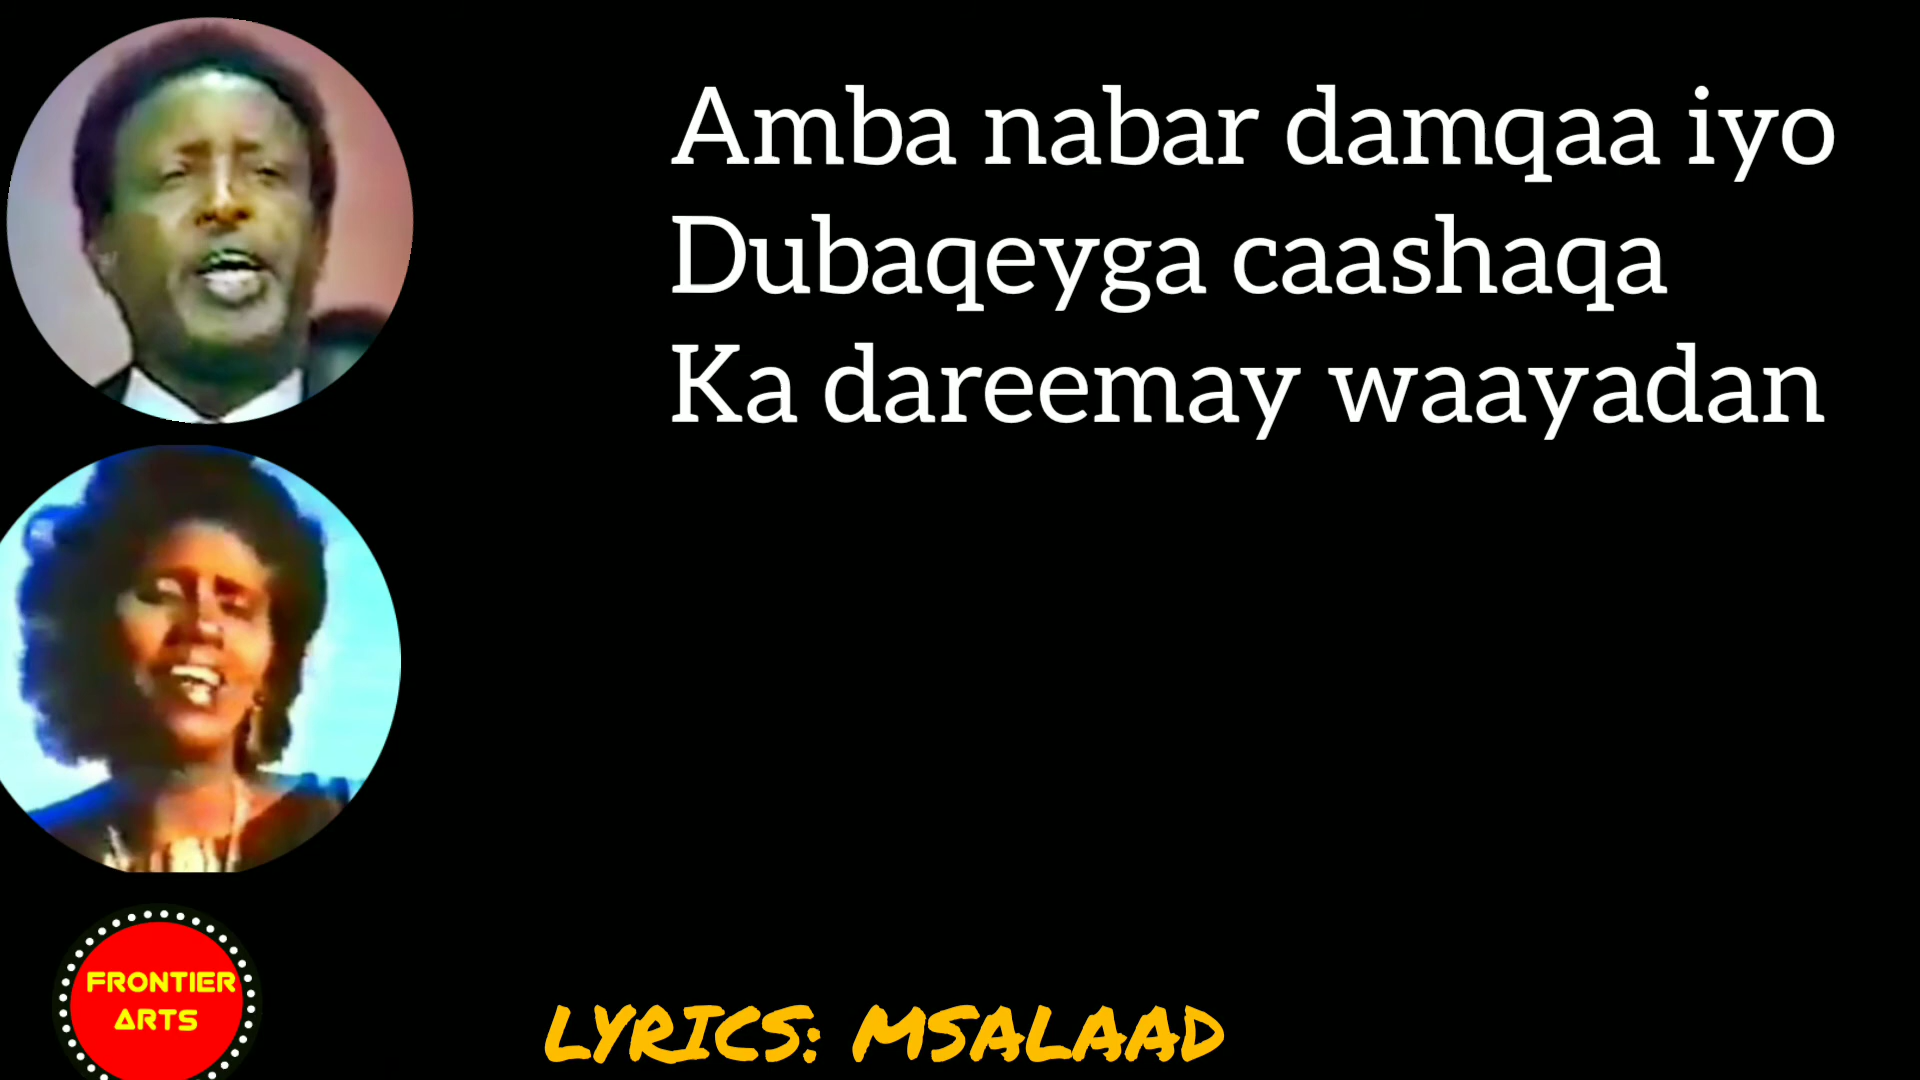 Amba nabar damqaa iyo
Dubaqeyga caashaqa
Ka dareemay waayadan
FRONTIER
ARTS
LYRICS: MSALAAD